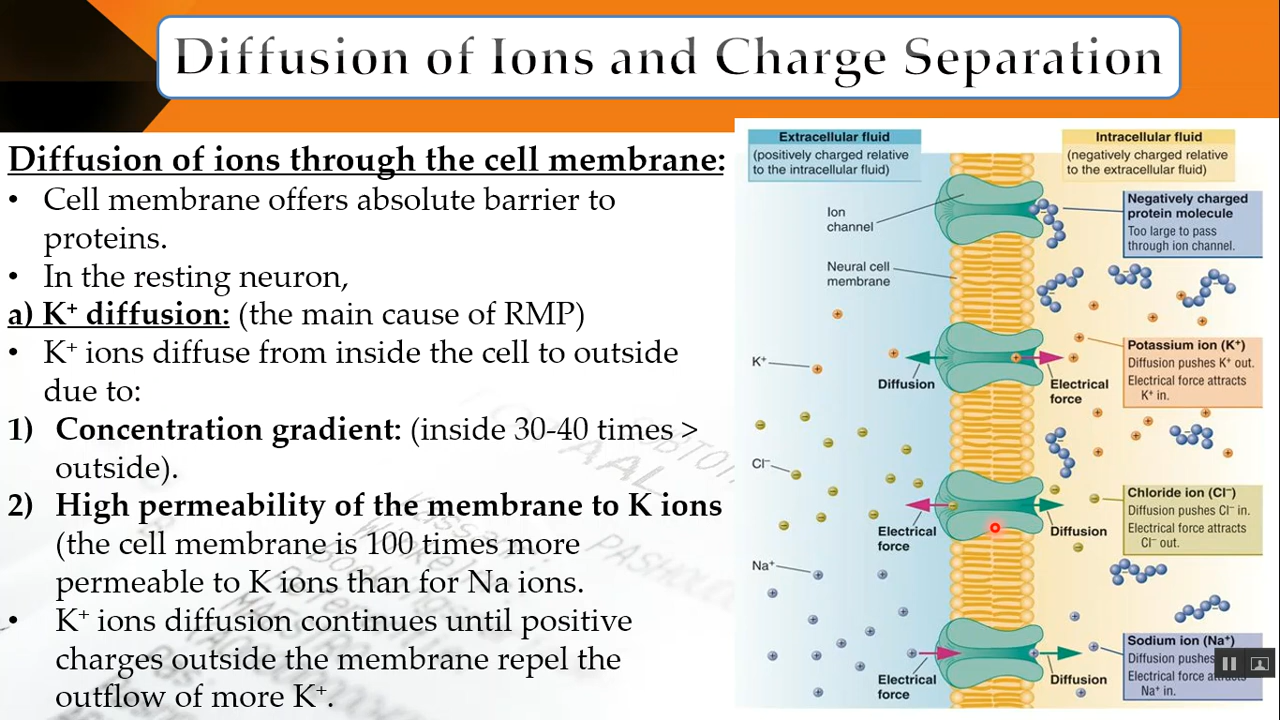 Diffusion of Ions and Charge Separation
Diffusion of ions through the cell membrane:
• Cell membrane offers absolute barrier to
proteins.
• In the resting neuron,
a) K⁺ diffusion: (the main cause of RMP)
• K⁺ ions diffuse from inside the cell to outside
due to:
1) Concentration gradient: (inside 30-40 times >
outside).
2) High permeability of the membrane to K ions
(the cell membrane is 100 times more
permeable to K ions than for Na ions.
• K⁺ ions diffusion continues until positive
charges outside the membrane repel the
outflow of more K⁺.
Extracellular fluid
(positively charged relative
to the intracellular fluid)
Intracellular fluid
(negatively charged relative
to the extracellular fluid)
Ion
channel
Neural cell
membrane
Negatively charged
protein molecule
Too large to pass
through ion channel.
K⁺
Diffusion
Electrical
force
Potassium ion (K⁺)
Diffusion pushes K⁺ out.
Electrical force attracts
K⁺ in.
Cl⁻
Electrical
force
Diffusion
Chloride ion (Cl⁻)
Diffusion pushes Cl⁻ in.
Electrical force attracts
Cl⁻ out.
Na⁺
Electrical
force
Diffusion
Sodium ion (Na⁺)
Diffusion pushes
Electrical force attracts
Na⁺ in.